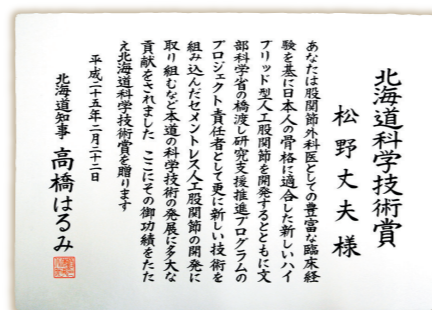 北海道科学技術賞
松野丈夫様
あなたは股関節外科医としての豊富な臨床経
験を基に日本人の骨格に適合した新しいハイ
ブリッド型人工股関節を開発するとともに文
部科学省の橋渡し研究支援推進プログラムの
プロジェクト責任者として更に新しい技術を
組み込んだセメントレス人工股関節の開発に
取り組むなど本道の科学技術の発展に多大な
貢献をされました ここにその御功績をたた
え北海道科学技術賞を贈ります
平成二十五年二月二十二日
北海道知事 高橋はるみ